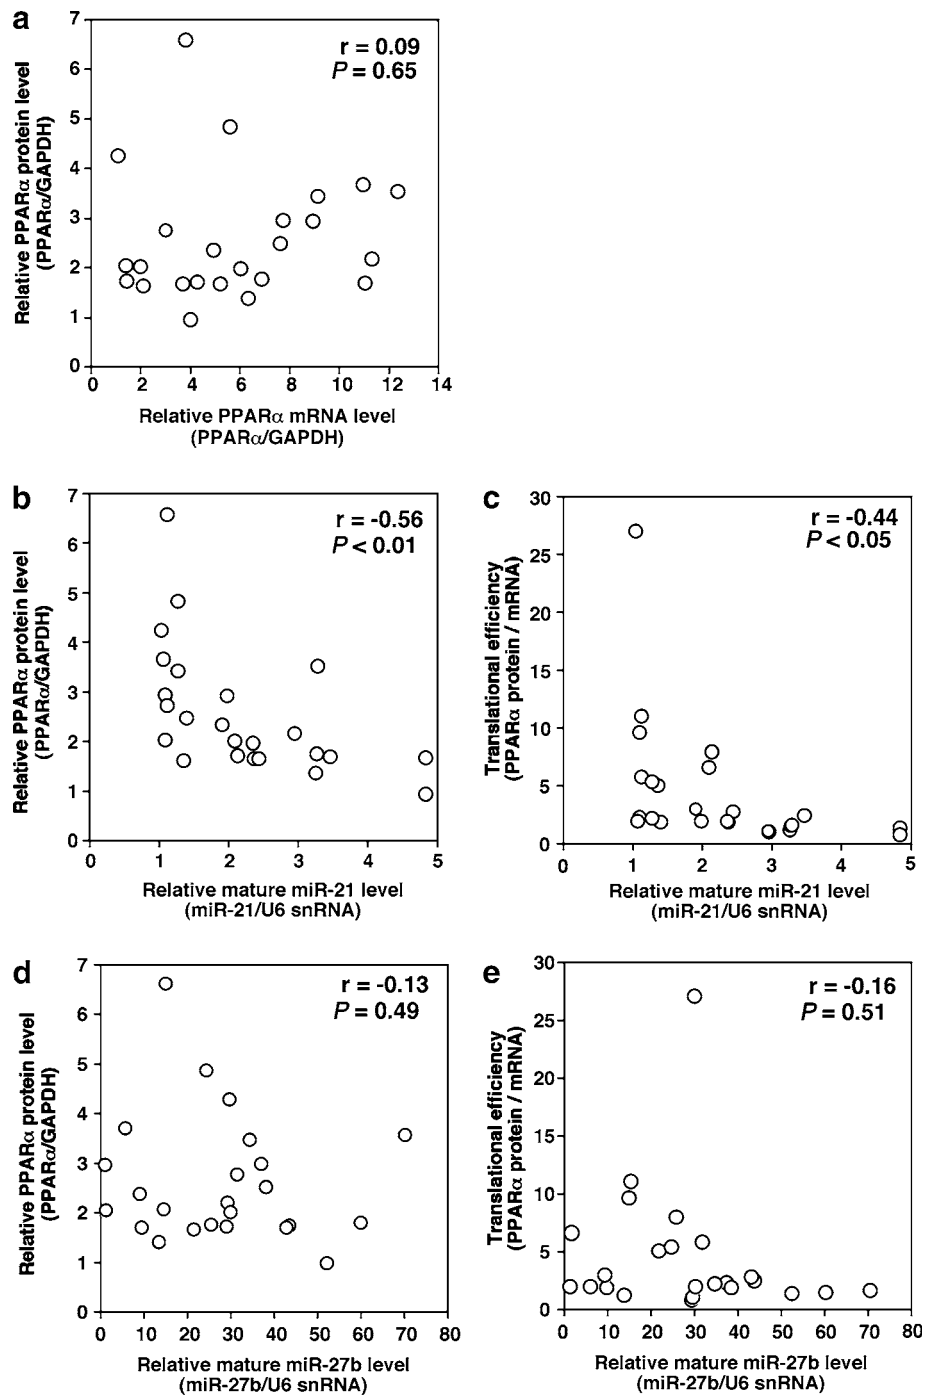 a
r = 0.09
P = 0.65
Relative PPARα protein level
(PPARα/GAPDH)
7
6
5
4
3
2
1
0
0 2 4 6 8 10 12 14
Relative PPARα mRNA level
(PPARα/GAPDH)
b
r = -0.56
P < 0.01
Relative PPARα protein level
(PPARα/GAPDH)
7
6
5
4
3
2
1
0
0 1 2 3 4 5
Relative mature miR-21 level
(miR-21/U6 snRNA)
c
r = -0.44
P < 0.05
Translational efficiency
(PPARα protein / mRNA)
30
25
20
15
10
5
0
0 1 2 3 4 5
Relative mature miR-21 level
(miR-21/U6 snRNA)
d
r = -0.13
P = 0.49
Relative PPARα protein level
(PPARα/GAPDH)
7
6
5
4
3
2
1
0
0 10 20 30 40 50 60 70 80
Relative mature miR-27b level
(miR-27b/U6 snRNA)
e
r = -0.16
P = 0.51
Translational efficiency
(PPARα protein / mRNA)
30
25
20
15
10
5
0
0 10 20 30 40 50 60 70 80
Relative mature miR-27b level
(miR-27b/U6 snRNA)